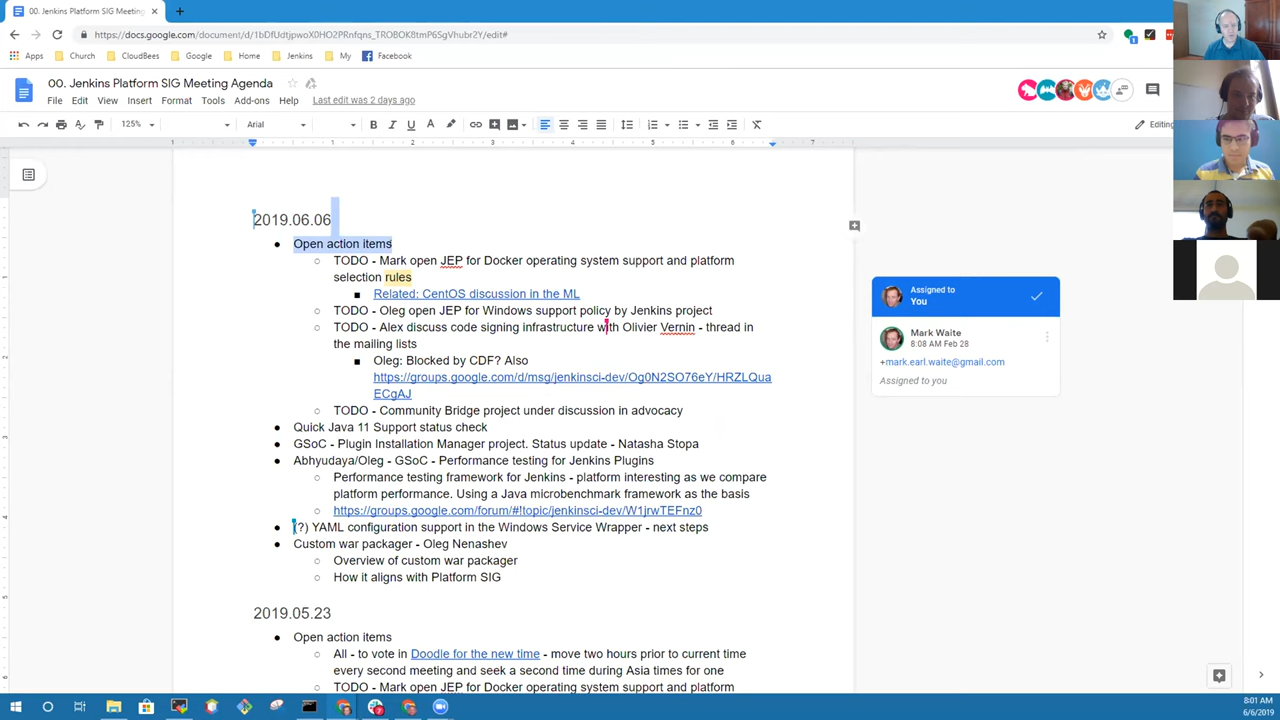 00. Jenkins Platform SIG Meeting
https://docs.google.com/document/d/1bDfUdtjpwoX0HO2PRnfqns_TROBOK8tmP6SgVhubr2Y/edit#
Apps Church CloudBees Google Home Jenkins My Facebook
00. Jenkins Platform SIG Meeting Agenda
File Edit View Insert Format Tools Add-ons Help Last edit was 2 days ago
125% Arial Editing
1 1 2 3 4 5 6 7
2019.06.06
Open action items
TODO - Mark open JEP for Docker operating system support and platform
selection rules
Related: CentOS discussion in the ML
TODO - Oleg open JEP for Windows support policy by Jenkins project
TODO - Alex discuss code signing infrastructure with Olivier Vernin - thread in
the mailing lists
Oleg: Blocked by CDF? Also
https://groups.google.com/d/msg/jenkinsci-dev/Og0N2SO76eY/HRZLQua
ECgAJ
TODO - Community Bridge project under discussion in advocacy
Quick Java 11 Support status check
GSoC - Plugin Installation Manager project. Status update - Natasha Stopa
Abhyudaya/Oleg - GSoC - Performance testing for Jenkins Plugins
Performance testing framework for Jenkins - platform interesting as we compare
platform performance. Using a Java microbenchmark framework as the basis
https://groups.google.com/forum/#!topic/jenkinsci-dev/W1jrwTEFnz0
(?) YAML configuration support in the Windows Service Wrapper - next steps
Custom war packager - Oleg Nenashev
Overview of custom war packager
How it aligns with Platform SIG
2019.05.23
Open action items
All - to vote in Doodle for the new time - move two hours prior to current time
every second meeting and seek a second time during Asia times for one
TODO - Mark open JEP for Docker operating system support and platform
Assigned to
You
Mark Waite
8:08 AM Feb 28
+mark.earl.waite@gmail.com
Assigned to you
8:01 AM
6/6/2019